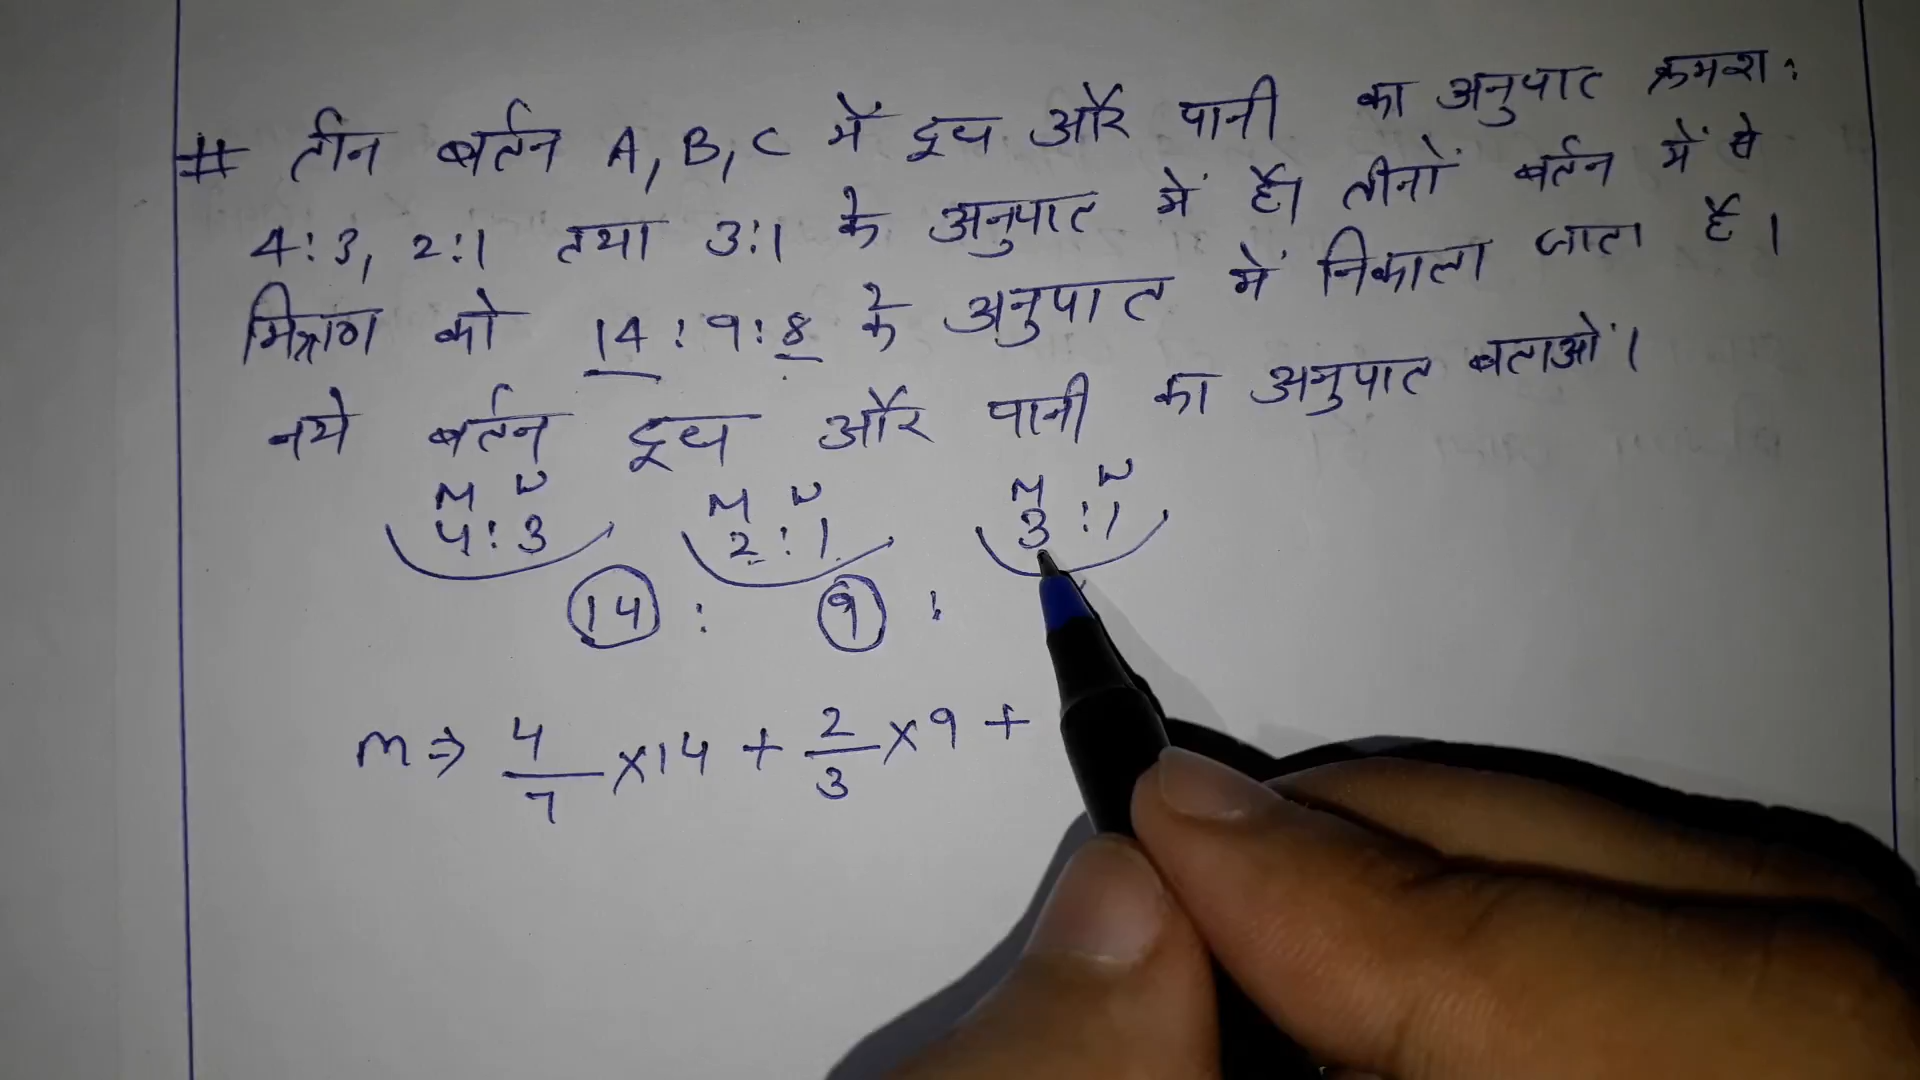 # तीन बर्तन A, B, C में दूध और पानी का अनुपात क्रमश:
4:3, 2:1 तथा 3:1 के अनुपात में है। तीनों बर्तन में से
मिश्रण को 14:9:8 के अनुपात में निकाला जाता है।
नये बर्तन दूध और पानी का अनुपात बताओं।
M W M W M W
4:3 2:1 3:1
14 : 9 :
m ⇒ 4/7 ×14 + 2/3 ×9 +